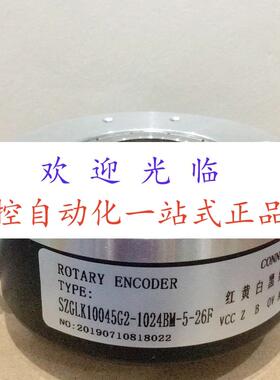 欢迎光临
控自动化一站式正品
ROTARY ENCODER
TYPE:
SZGLK10045G2-1024BM-5-26F
NO:20190710818022
CONN
红黄白黑
VCC Z B 0V